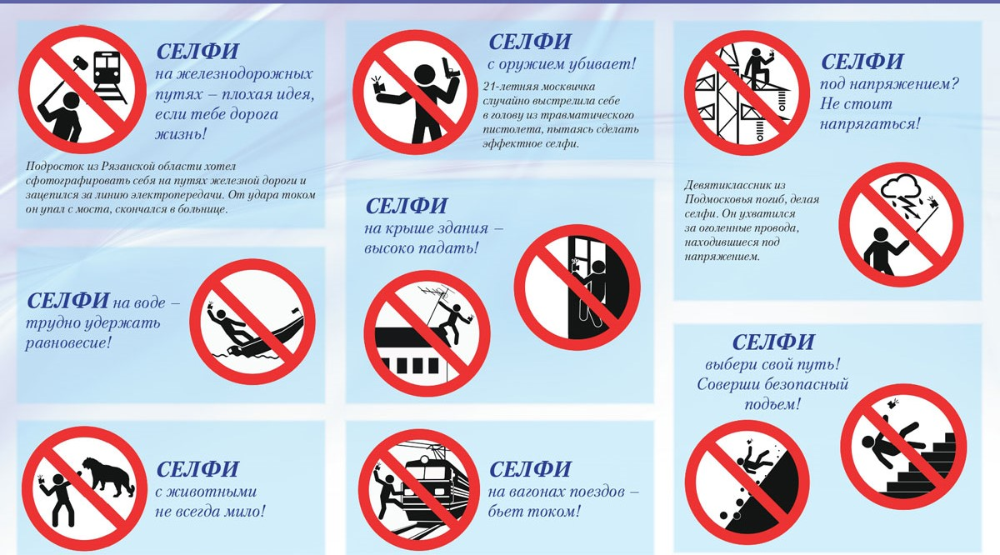 СЕЛФИ
на железнодорожных
путях – плохая идея,
если тебе дорога
жизнь!
Подросток из Рязанской области хотел
сфотографировать себя на путях железной дороги и
зацепился за линию электропередачи. От удара током
он упал с моста, скончался в больнице.
СЕЛФИ на воде –
трудно удержать
равновесие!
СЕЛФИ
с животными
не всегда мило!
СЕЛФИ
с оружием убивает!
21-летняя москвичка
случайно выстрелила себе
в голову из травматического
пистолета, пытаясь сделать
эффектное селфи.
СЕЛФИ
на крыше здания –
высоко падать!
СЕЛФИ
на вагонах поездов –
бьет током!
СЕЛФИ
под напряжением?
Не стоит
напрягаться!
Девятиклассник из
Подмосковья погиб, делая
селфи. Он ухватился
за оголенные провода,
находившиеся под
напряжением.
СЕЛФИ
выбери свой путь!
Соверши безопасный
подъем!